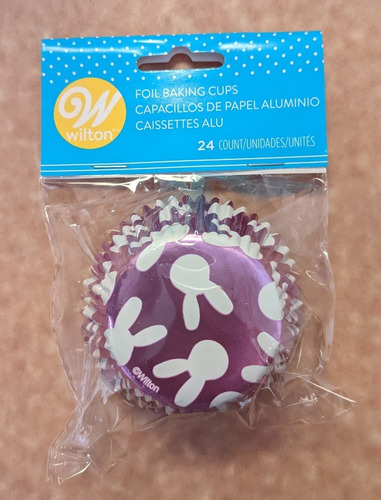 W
wilton
FOIL BAKING CUPS
CAPACILLOS DE PAPEL ALUMINIO
CAISSETTES ALU
24 COUNT/UNIDADES/UNITÉS
©Wilton